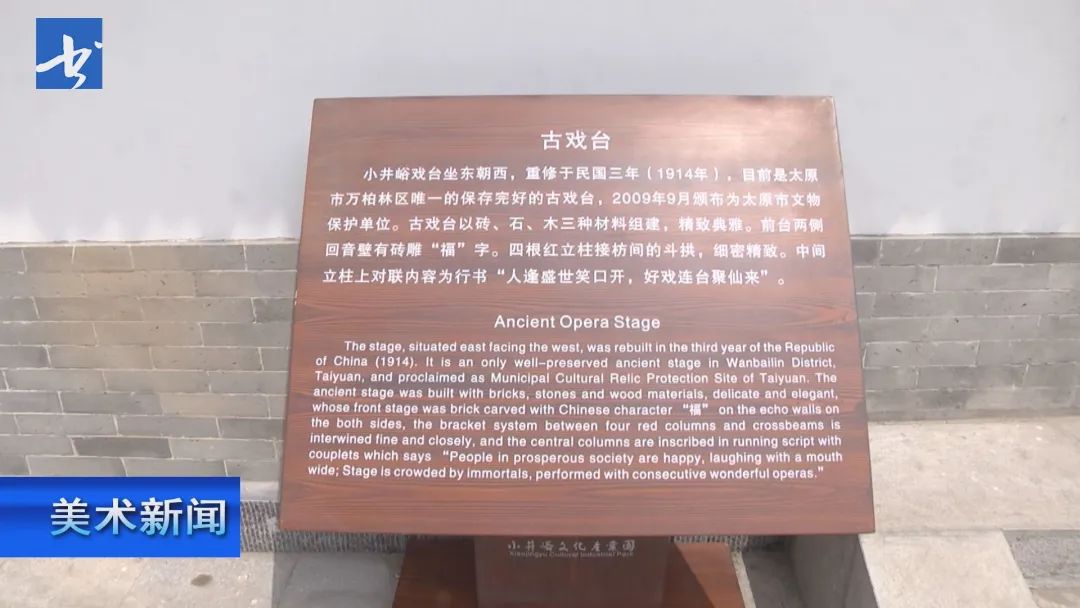 古戏台
小井峪戏台坐东朝西，重修于民国三年（1914年），目前是太原
市万柏林区唯一的保存完好的古戏台，2009年9月颁布为太原市文物
保护单位。古戏台以砖、石、木三种材料组建，精致典雅。前台两侧
回音壁有砖雕“福”字。四根红立柱接枋间的斗拱，细密精致。中间
立柱上对联内容为行书“人逢盛世笑口开，好戏连台聚仙来”。
Ancient Opera Stage
The stage, situated east facing the west, was rebuilt in the third year of the Republic
of China (1914). It is an only well-preserved ancient stage in Wanbailin District,
Taiyuan, and proclaimed as Municipal Cultural Relic Protection Site of Taiyuan. The
ancient stage was built with bricks, stones and wood materials, delicate and elegant,
whose front stage was brick carved with Chinese character “福” on the echo walls on
the both sides, the bracket system between four red columns and crossbeams is
interwined fine and closely, and the central columns are inscribed in running script with
couplets which says “People in prosperous society are happy, laughing with a mouth
wide; Stage is crowded by immortals, performed with consecutive wonderful operas.”
美术新闻
小井峪文化产业园
Xiaojingyu Cultural Industrial Park